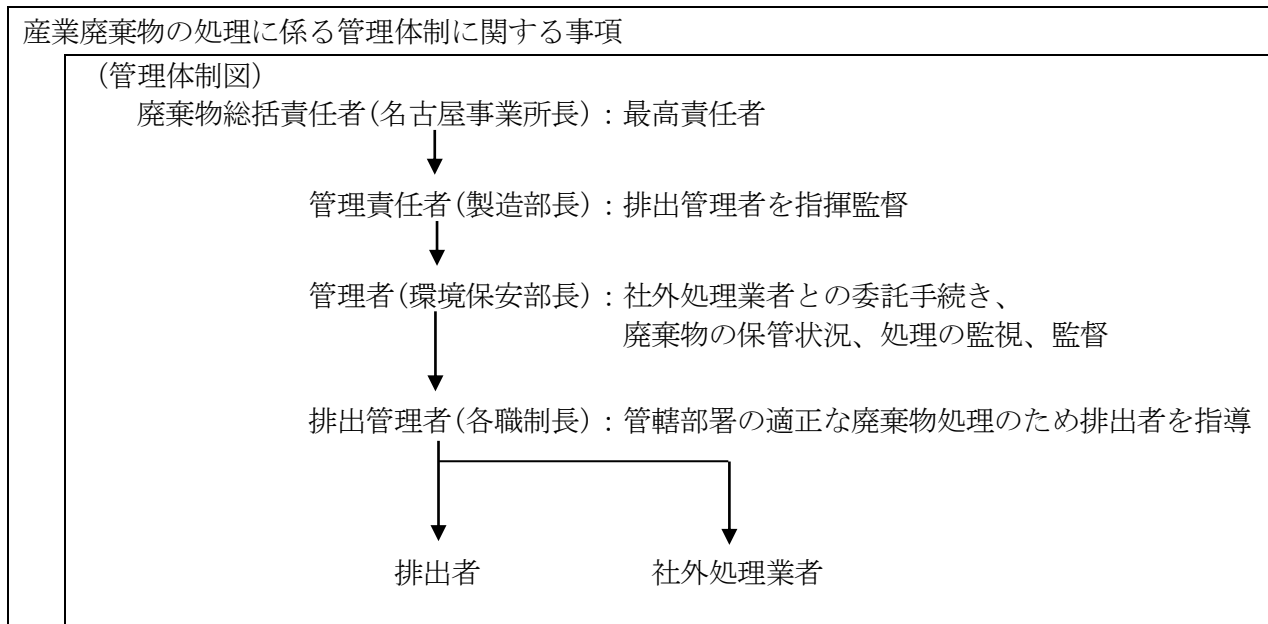 産業廃棄物の処理に係る管理体制に関する事項
(管理体制図)
廃棄物総括責任者(名古屋事業所長)：最高責任者
管理責任者(製造部長)：排出管理者を指揮監督
管理者(環境保安部長)：社外処理業者との委託手続き、
廃棄物の保管状況、処理の監視、監督
排出管理者(各職制長)：管轄部署の適正な廃棄物処理のため排出者を指導
排出者　社外処理業者